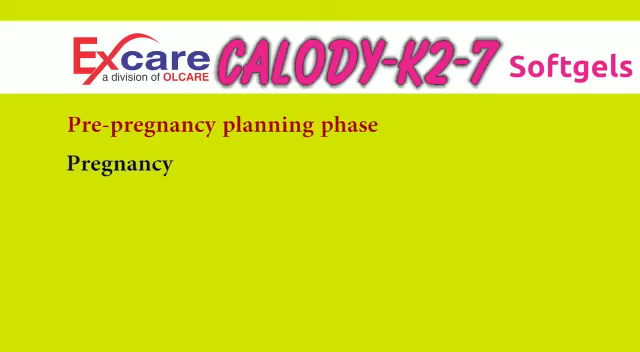 Excare CALODY-K2-7 Softgels
a division of OLCARE
Pre-pregnancy planning phase
Pregnancy